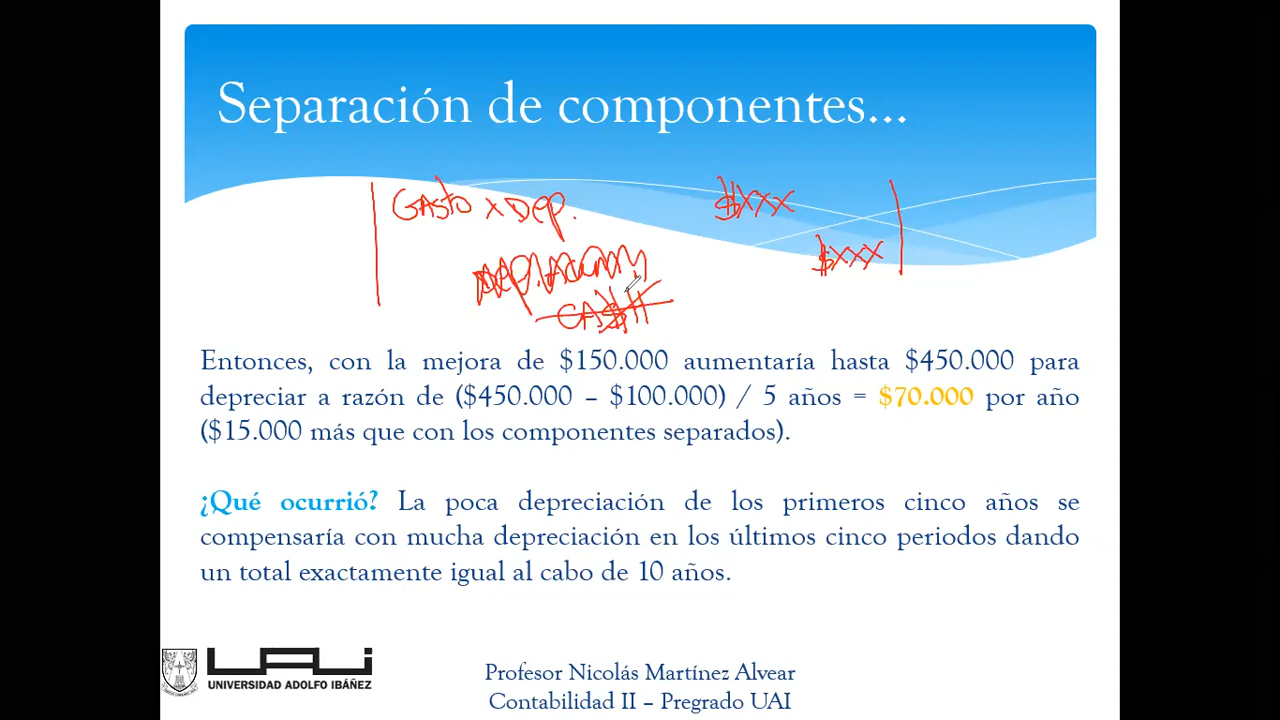 Separación de componentes...
GASTO x DEP. $XXX
DEP. ACUM $XXX
CASH
Entonces, con la mejora de $150.000 aumentaría hasta $450.000 para
depreciar a razón de ($450.000 – $100.000) / 5 años = $70.000 por año
($15.000 más que con los componentes separados).
¿Qué ocurrió? La poca depreciación de los primeros cinco años se
compensaría con mucha depreciación en los últimos cinco periodos dando
un total exactamente igual al cabo de 10 años.
UAI
UNIVERSIDAD ADOLFO IBÁÑEZ
Profesor Nicolás Martínez Alvear
Contabilidad II – Pregrado UAI